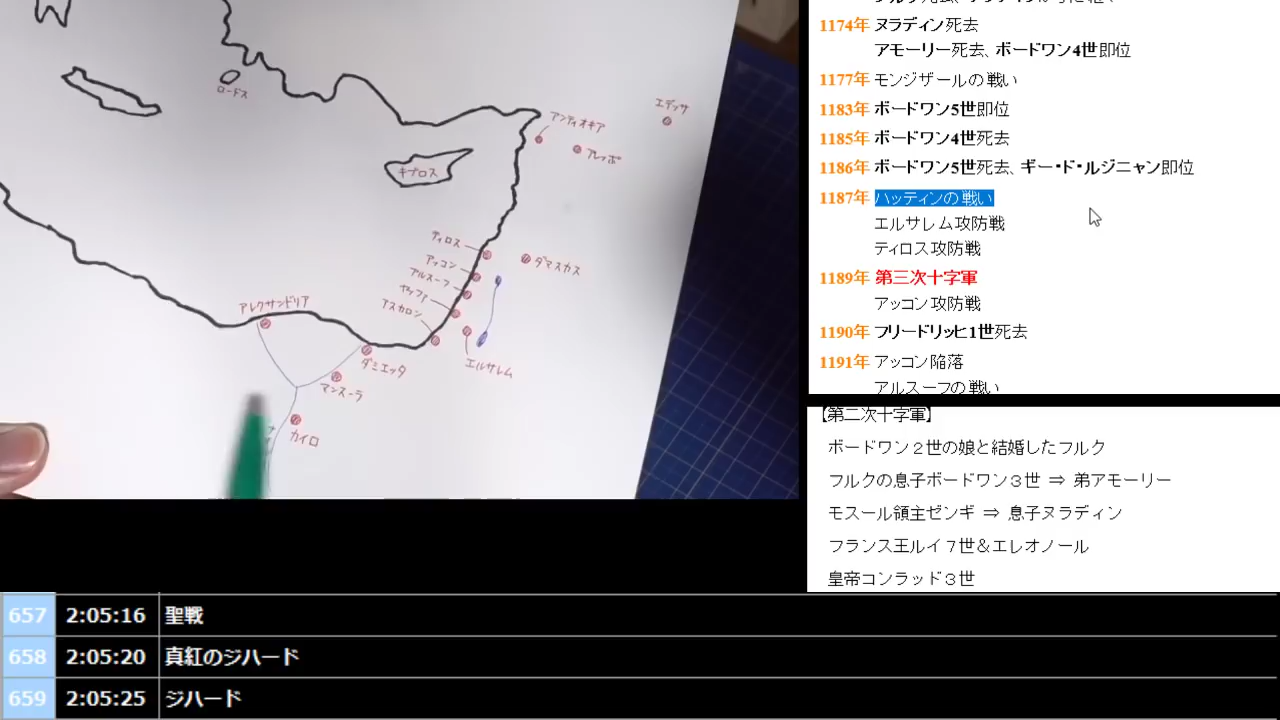 ロードス
エデッサ
アンティオキア
アレッポ
キプロス
ティロス
ダマスカス
アッコン
アルスーフ
ヤッファ
アスカロン
アレクサンドリア
エルサレム
ダミエッタ
マンスーラ
カイロ
1174年 ヌラディン死去
アモーリー死去、ボードワン4世即位
1177年 モンジザールの戦い
1183年 ボードワン5世即位
1185年 ボードワン4世死去
1186年 ボードワン5世死去、ギー・ド・ルジニャン即位
1187年 ハッティンの戦い
エルサレム攻防戦
ティロス攻防戦
1189年 第三次十字軍
アッコン攻防戦
1190年 フリードリッヒ1世死去
1191年 アッコン陥落
アルスーフの戦い
【第二次十字軍】
ボードワン２世の娘と結婚したフルク
フルクの息子ボードワン３世 ⇒ 弟アモーリー
モスール領主ゼンギ ⇒ 息子ヌラディン
フランス王ルイ７世＆エレオノール
皇帝コンラッド３世
657 2:05:16 聖戦
658 2:05:20 真紅のジハード
659 2:05:25 ジハード